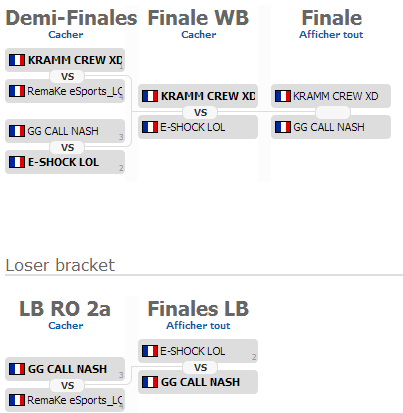 Demi-Finales
Cacher
KRAMM CREW XD
1
VS
RemaKe eSports_LO
4
GG CALL NASH
3
VS
E-SHOCK LOL
2
Finale WB
Cacher
KRAMM CREW XD
VS
E-SHOCK LOL
Finale
Afficher tout
KRAMM CREW XD
GG CALL NASH
Loser bracket
LB RO 2a
Cacher
GG CALL NASH
3
VS
RemaKe eSports_LO
4
Finales LB
Afficher tout
E-SHOCK LOL
2
VS
GG CALL NASH